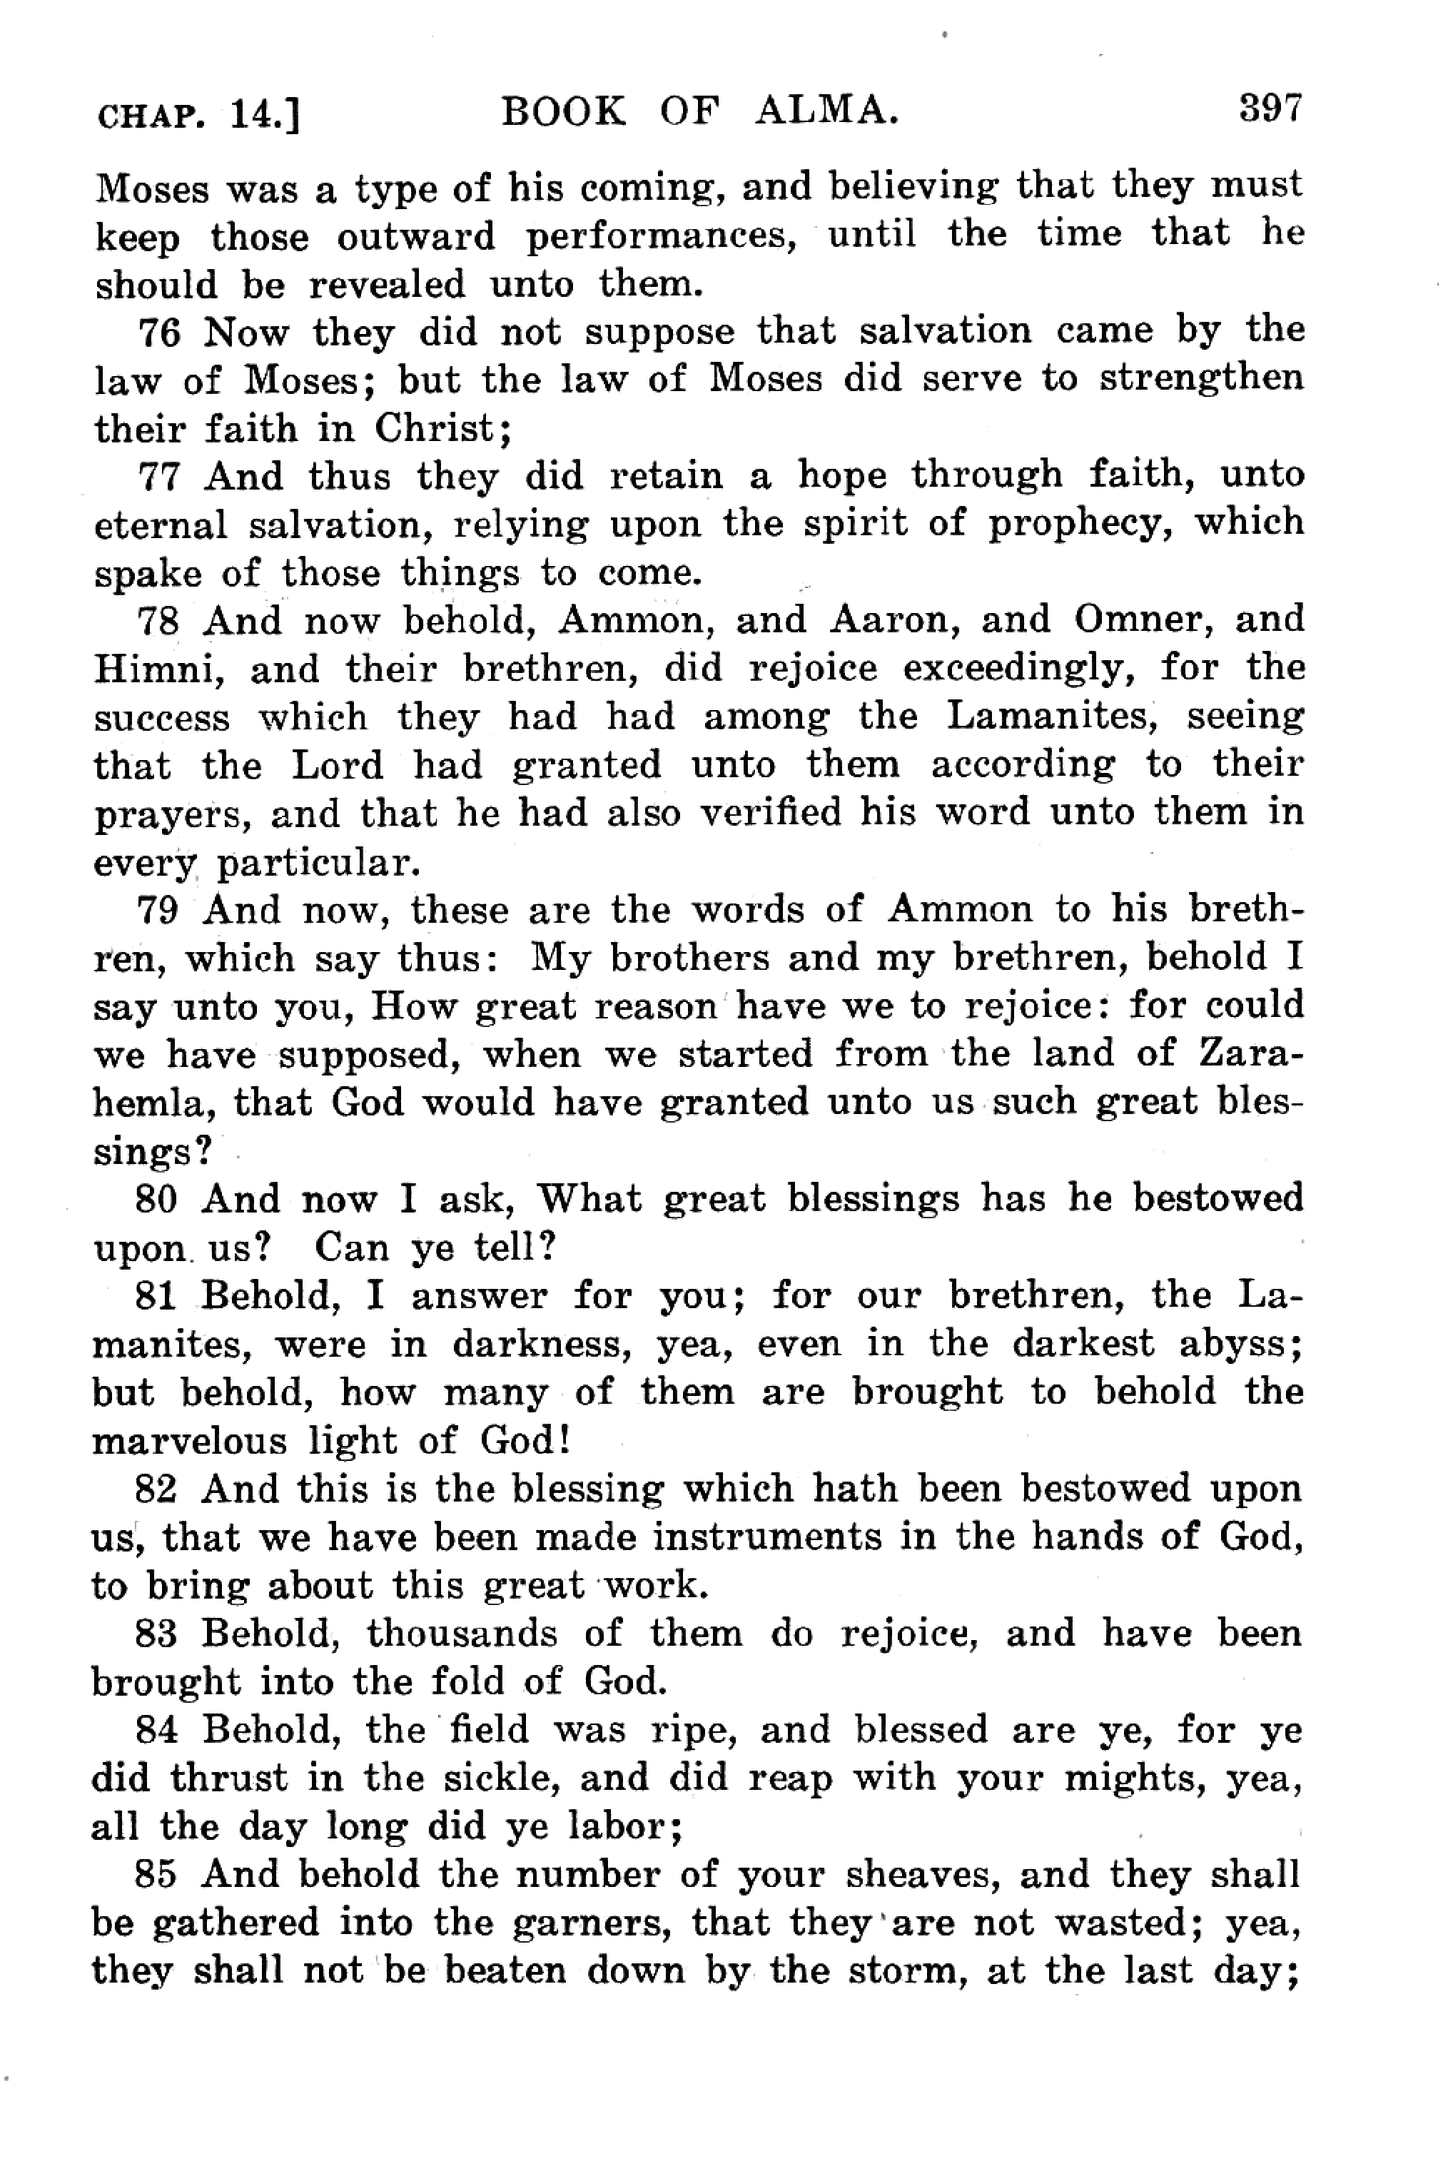 CHAP. 14.] BOOK OF ALMA. 397
Moses was a type of his coming, and believing that they must
keep those outward performances, until the time that he
should be revealed unto them.
76 Now they did not suppose that salvation came by the
law of Moses; but the law of Moses did serve to strengthen
their faith in Christ;
77 And thus they did retain a hope through faith, unto
eternal salvation, relying upon the spirit of prophecy, which
spake of those things to come.
78 And now behold, Ammon, and Aaron, and Omner, and
Himni, and their brethren, did rejoice exceedingly, for the
success which they had had among the Lamanites, seeing
that the Lord had granted unto them according to their
prayers, and that he had also verified his word unto them in
every particular.
79 And now, these are the words of Ammon to his breth-
ren, which say thus: My brothers and my brethren, behold I
say unto you, How great reason have we to rejoice: for could
we have supposed, when we started from the land of Zara-
hemla, that God would have granted unto us such great bles-
sings?
80 And now I ask, What great blessings has he bestowed
upon us? Can ye tell?
81 Behold, I answer for you; for our brethren, the La-
manites, were in darkness, yea, even in the darkest abyss;
but behold, how many of them are brought to behold the
marvelous light of God!
82 And this is the blessing which hath been bestowed upon
us, that we have been made instruments in the hands of God,
to bring about this great work.
83 Behold, thousands of them do rejoice, and have been
brought into the fold of God.
84 Behold, the field was ripe, and blessed are ye, for ye
did thrust in the sickle, and did reap with your mights, yea,
all the day long did ye labor;
85 And behold the number of your sheaves, and they shall
be gathered into the garners, that they are not wasted; yea,
they shall not be beaten down by the storm, at the last day;